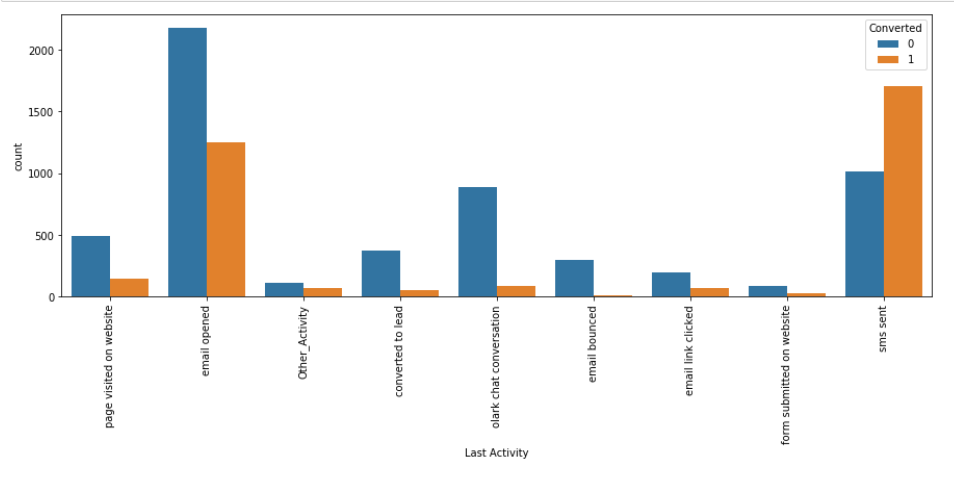 Converted
0
1
2000
1500
1000
500
0
count
page visited on website
email opened
Other_Activity
converted to lead
olark chat conversation
email bounced
email link clicked
form submitted on website
sms sent
Last Activity